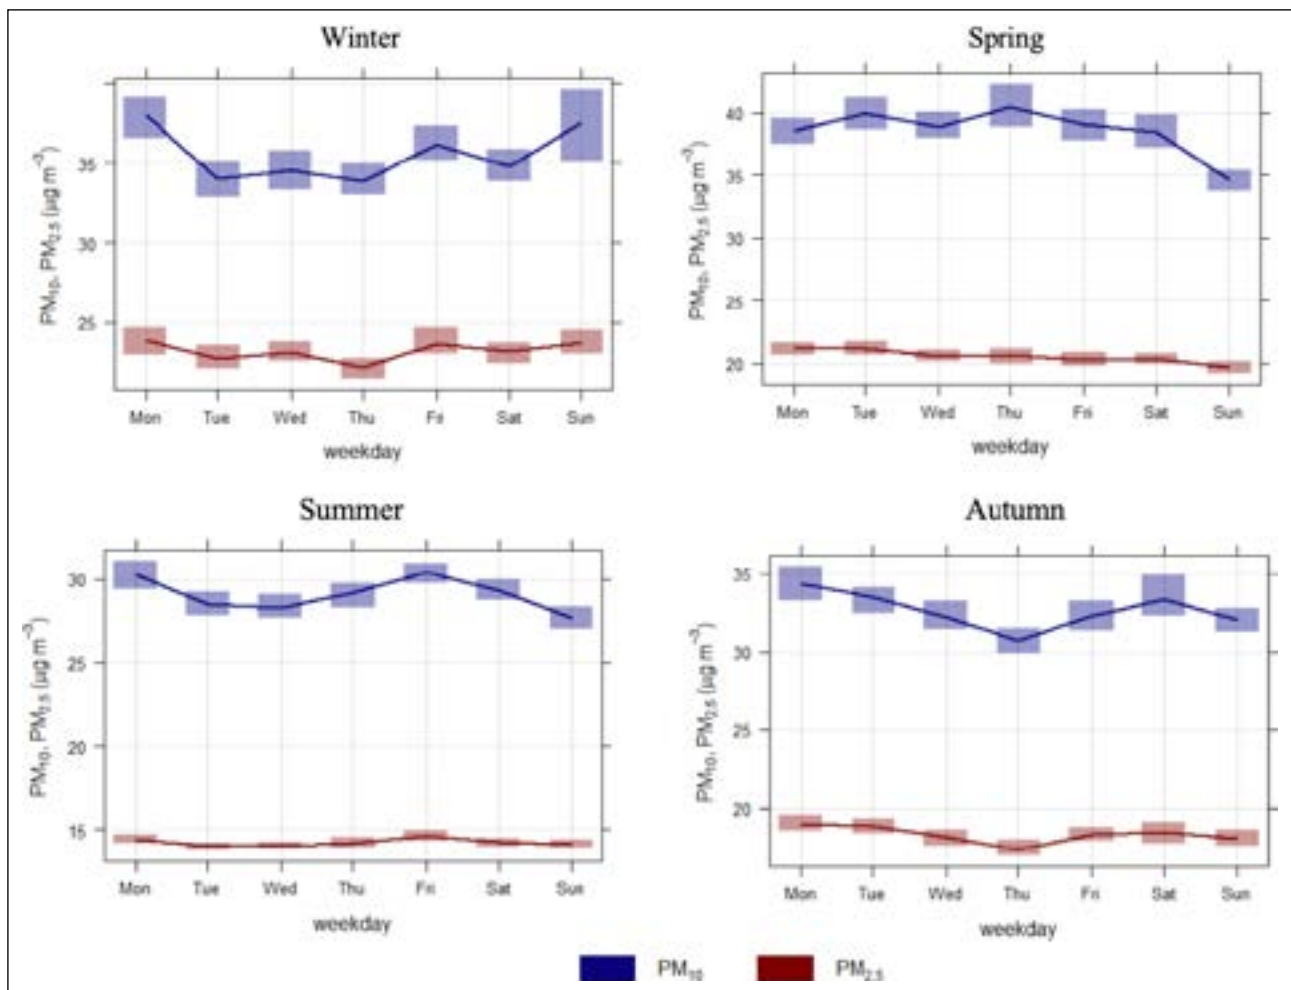 Winter
PM10, PM2.5 (µg m−3)
35
30
25
Mon Tue Wed Thu Fri Sat Sun
weekday
Spring
PM10, PM2.5 (µg m−3)
40
35
30
25
20
Mon Tue Wed Thu Fri Sat Sun
weekday
Summer
PM10, PM2.5 (µg m−3)
30
25
20
15
Mon Tue Wed Thu Fri Sat Sun
weekday
Autumn
PM10, PM2.5 (µg m−3)
35
30
25
20
Mon Tue Wed Thu Fri Sat Sun
weekday
PM10 PM2.5